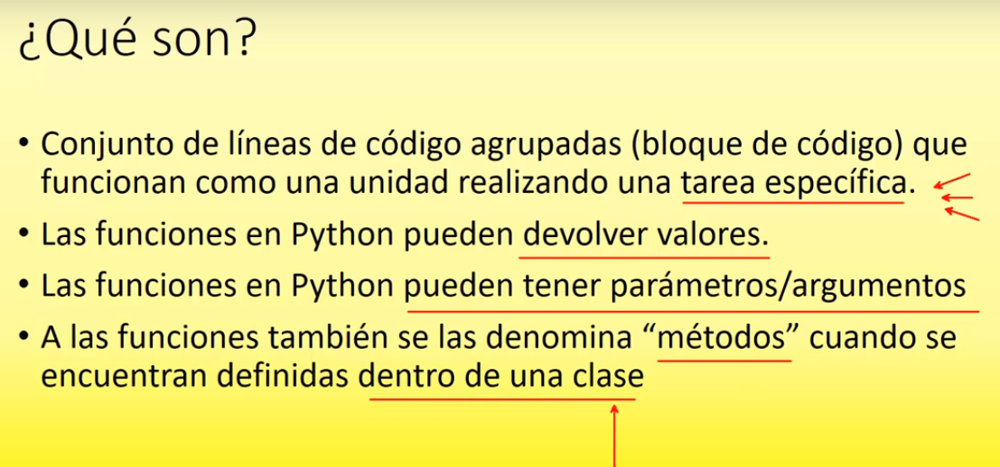 ¿Qué son?
• Conjunto de líneas de código agrupadas (bloque de código) que
funcionan como una unidad realizando una tarea específica.
• Las funciones en Python pueden devolver valores.
• Las funciones en Python pueden tener parámetros/argumentos
• A las funciones también se las denomina “métodos” cuando se
encuentran definidas dentro de una clase